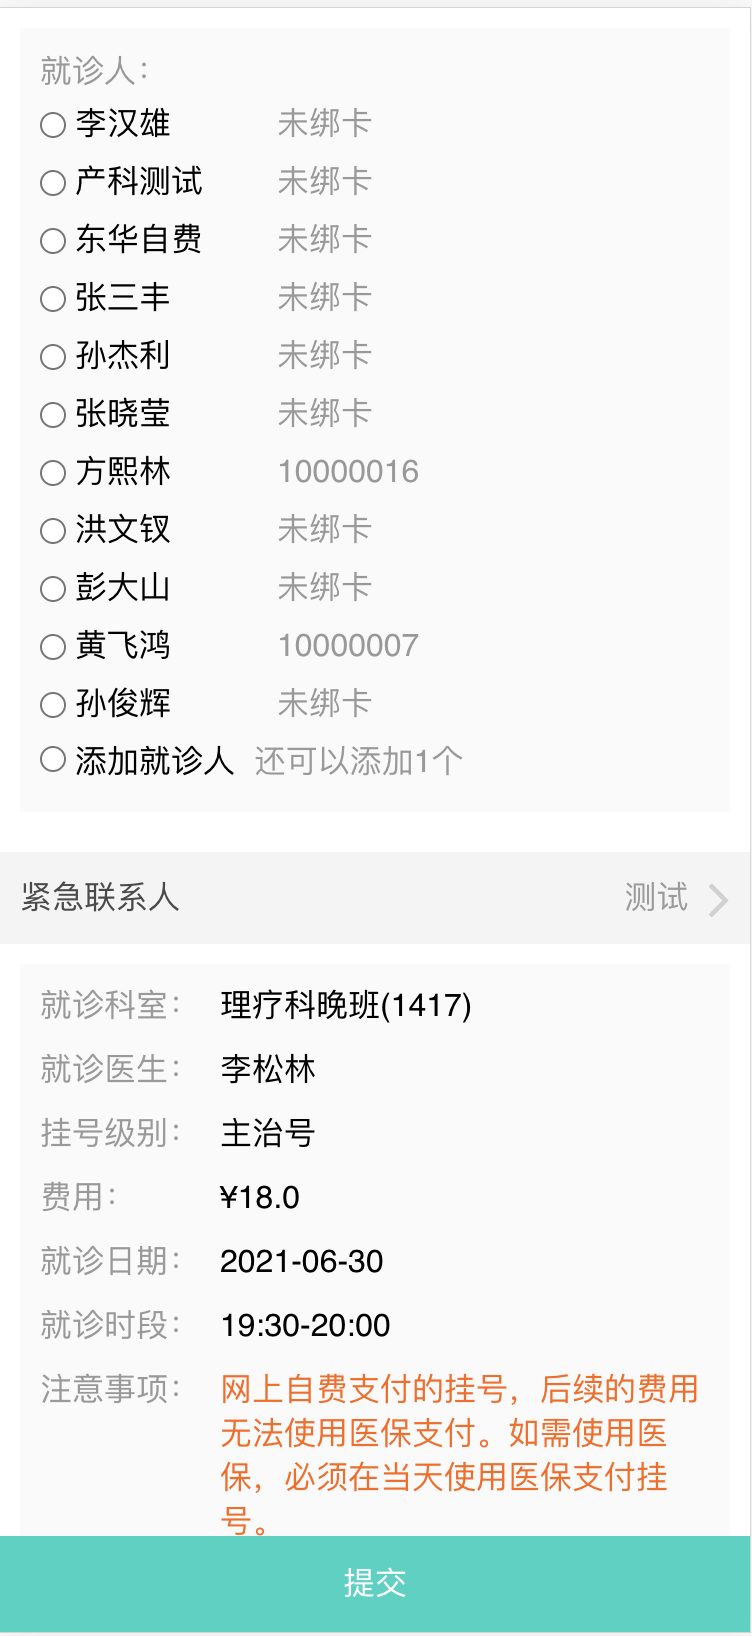 就诊人：
李汉雄 未绑卡
产科测试 未绑卡
东华自费 未绑卡
张三丰 未绑卡
孙杰利 未绑卡
张晓莹 未绑卡
方熙林 10000016
洪文钗 未绑卡
彭大山 未绑卡
黄飞鸿 10000007
孙俊辉 未绑卡
添加就诊人 还可以添加1个
紧急联系人 测试
就诊科室： 理疗科晚班(1417)
就诊医生： 李松林
挂号级别： 主治号
费用： ¥18.0
就诊日期： 2021-06-30
就诊时段： 19:30-20:00
注意事项： 网上自费支付的挂号，后续的费用
无法使用医保支付。如需使用医
保，必须在当天使用医保支付挂
号。
提交